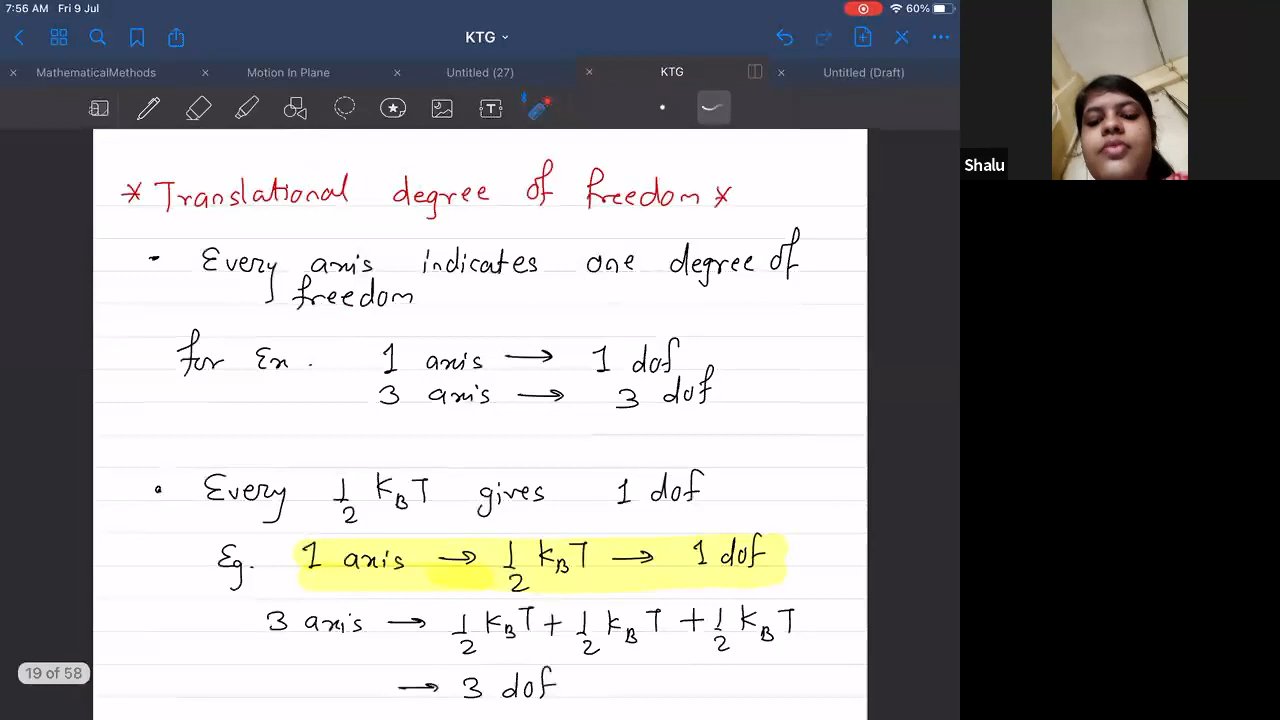 7:56 AM Fri 9 Jul
60%
KTG
MathematicalMethods
Motion In Plane
Untitled (27)
KTG
Untitled (Draft)
T
Shalu
* Translational degree of freedom *
· Every axis indicates one degree of
freedom
for Ex. 1 axis → 1 dof
3 axis → 3 dof
· Every 1/2 KBT gives 1 dof
Eg. 1 axis → 1/2 KBT → 1 dof
3 axis → 1/2 KBT + 1/2 KBT + 1/2 KBT
→ 3 dof
19 of 58